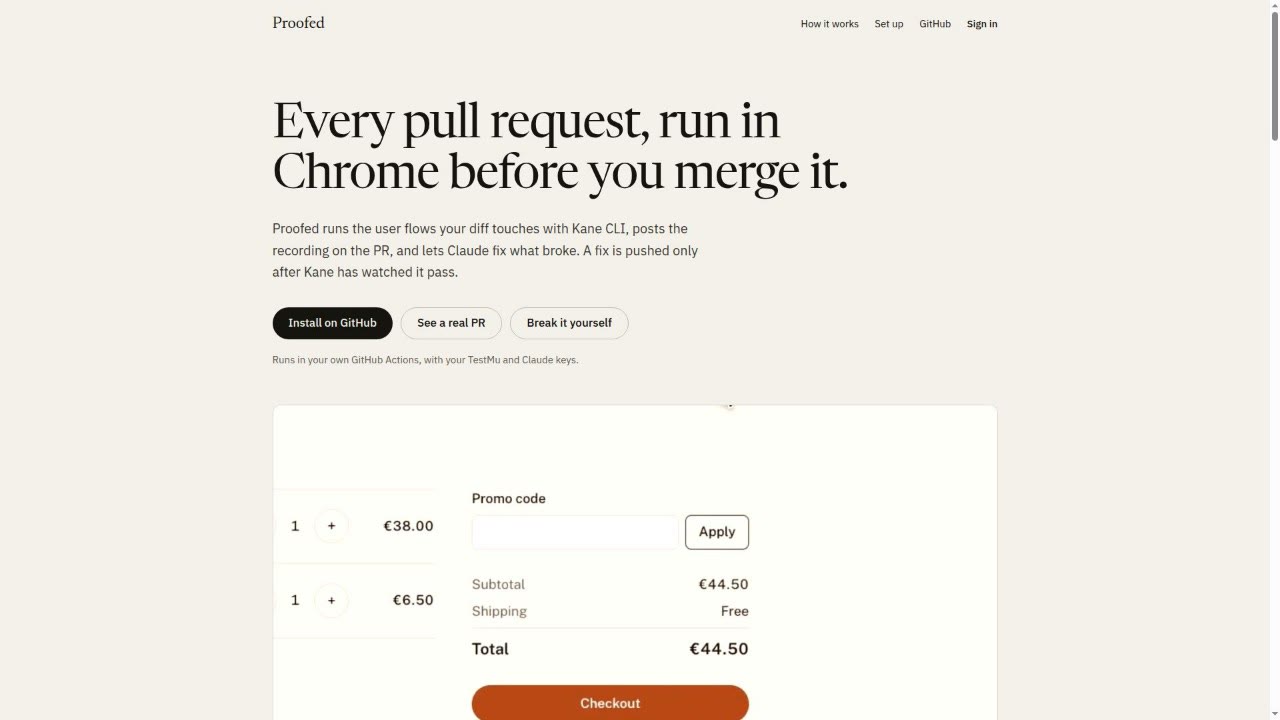 Proofed
How it works Set up GitHub Sign in
Every pull request, run in
Chrome before you merge it.
Proofed runs the user flows your diff touches with Kane CLI, posts the
recording on the PR, and lets Claude fix what broke. A fix is pushed only
after Kane has watched it pass.
Install on GitHub See a real PR Break it yourself
Runs in your own GitHub Actions, with your TestMu and Claude keys.
1 + €38.00
1 + €6.50
Promo code
Apply
Subtotal €44.50
Shipping Free
Total €44.50
Checkout